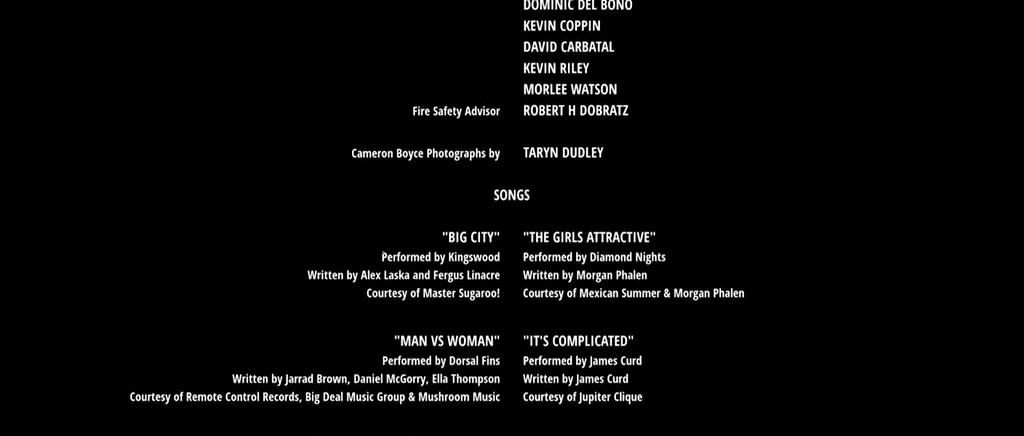 DOMINIC DEL BONO
KEVIN COPPIN
DAVID CARBATAL
KEVIN RILEY
MORLEE WATSON
Fire Safety Advisor ROBERT H DOBRATZ
Cameron Boyce Photographs by TARYN DUDLEY
SONGS
"BIG CITY"
Performed by Kingswood
Written by Alex Laska and Fergus Linacre
Courtesy of Master Sugaroo!
"THE GIRLS ATTRACTIVE"
Performed by Diamond Nights
Written by Morgan Phalen
Courtesy of Mexican Summer & Morgan Phalen
"MAN VS WOMAN"
Performed by Dorsal Fins
Written by Jarrad Brown, Daniel McGorry, Ella Thompson
Courtesy of Remote Control Records, Big Deal Music Group & Mushroom Music
"IT'S COMPLICATED"
Performed by James Curd
Written by James Curd
Courtesy of Jupiter Clique